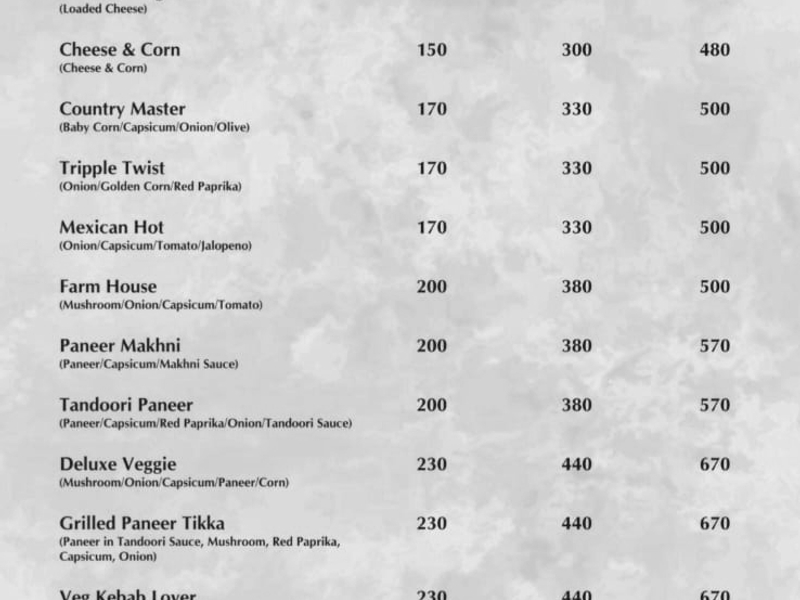 (Loaded Cheese)
Cheese & Corn 150 300 480
(Cheese & Corn)
Country Master 170 330 500
(Baby Corn/Capsicum/Onion/Olive)
Tripple Twist 170 330 500
(Onion/Golden Corn/Red Paprika)
Mexican Hot 170 330 500
(Onion/Capsicum/Tomato/Jalopeno)
Farm House 200 380 500
(Mushroom/Onion/Capsicum/Tomato)
Paneer Makhni 200 380 570
(Paneer/Capsicum/Makhni Sauce)
Tandoori Paneer 200 380 570
(Paneer/Capsicum/Red Paprika/Onion/Tandoori Sauce)
Deluxe Veggie 230 440 670
(Mushroom/Onion/Capsicum/Paneer/Corn)
Grilled Paneer Tikka 230 440 670
(Paneer in Tandoori Sauce, Mushroom, Red Paprika,
Capsicum, Onion)
Veg Kebab Lover 230 440 670